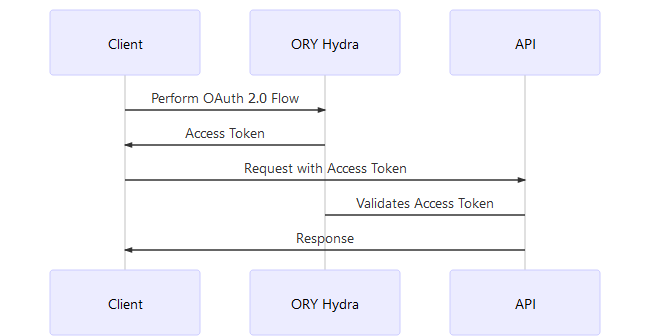 Client
ORY Hydra
API
Perform OAuth 2.0 Flow
Access Token
Request with Access Token
Validates Access Token
Response
Client
ORY Hydra
API